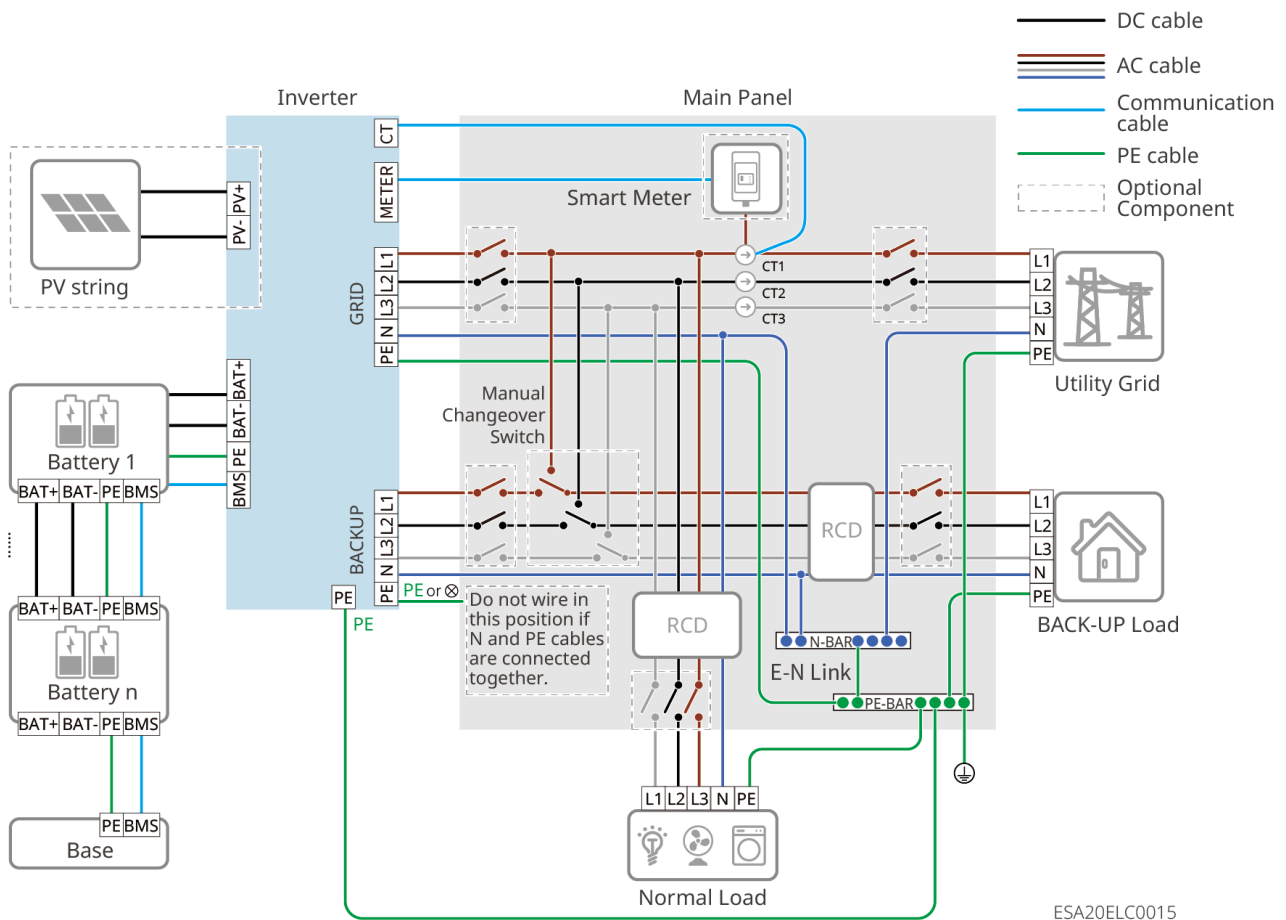 DC cable
AC cable
Communication
cable
PE cable
Optional
Component
Inverter
Main Panel
CT
METER
Smart Meter
PV+
PV-
PV string
CT1
CT2
CT3
GRID
L1
L2
L3
N
PE
L1
L2
L3
N
PE
Utility Grid
Manual
Changeover
Switch
BAT+
BAT-
PE
BMS
Battery 1
BAT+ BAT- PE BMS
......
BACKUP
L1
L2
L3
N
PE
RCD
L1
L2
L3
N
PE
BACK-UP Load
PE
PE
PE or
Do not wire in
this position if
N and PE cables
are connected
together.
RCD
N-BAR
E-N Link
PE-BAR
BAT+ BAT- PE BMS
Battery n
BAT+ BAT- PE BMS
PE BMS
Base
L1 L2 L3 N PE
Normal Load
ESA20ELC0015